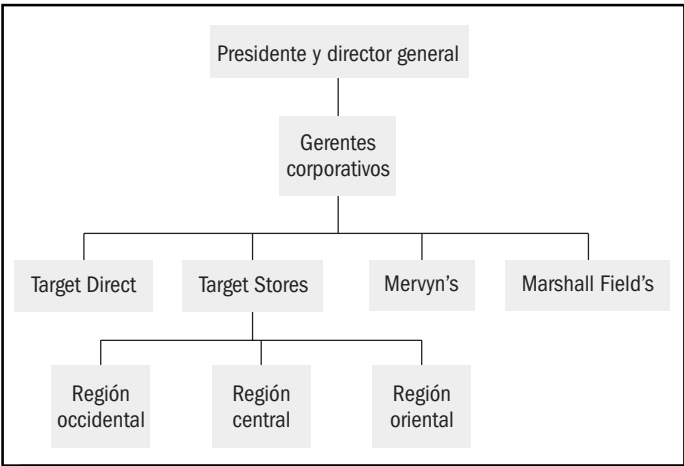 Presidente y director general
Gerentes
corporativos
Target Direct
Target Stores
Mervyn's
Marshall Field's
Región
occidental
Región
central
Región
oriental